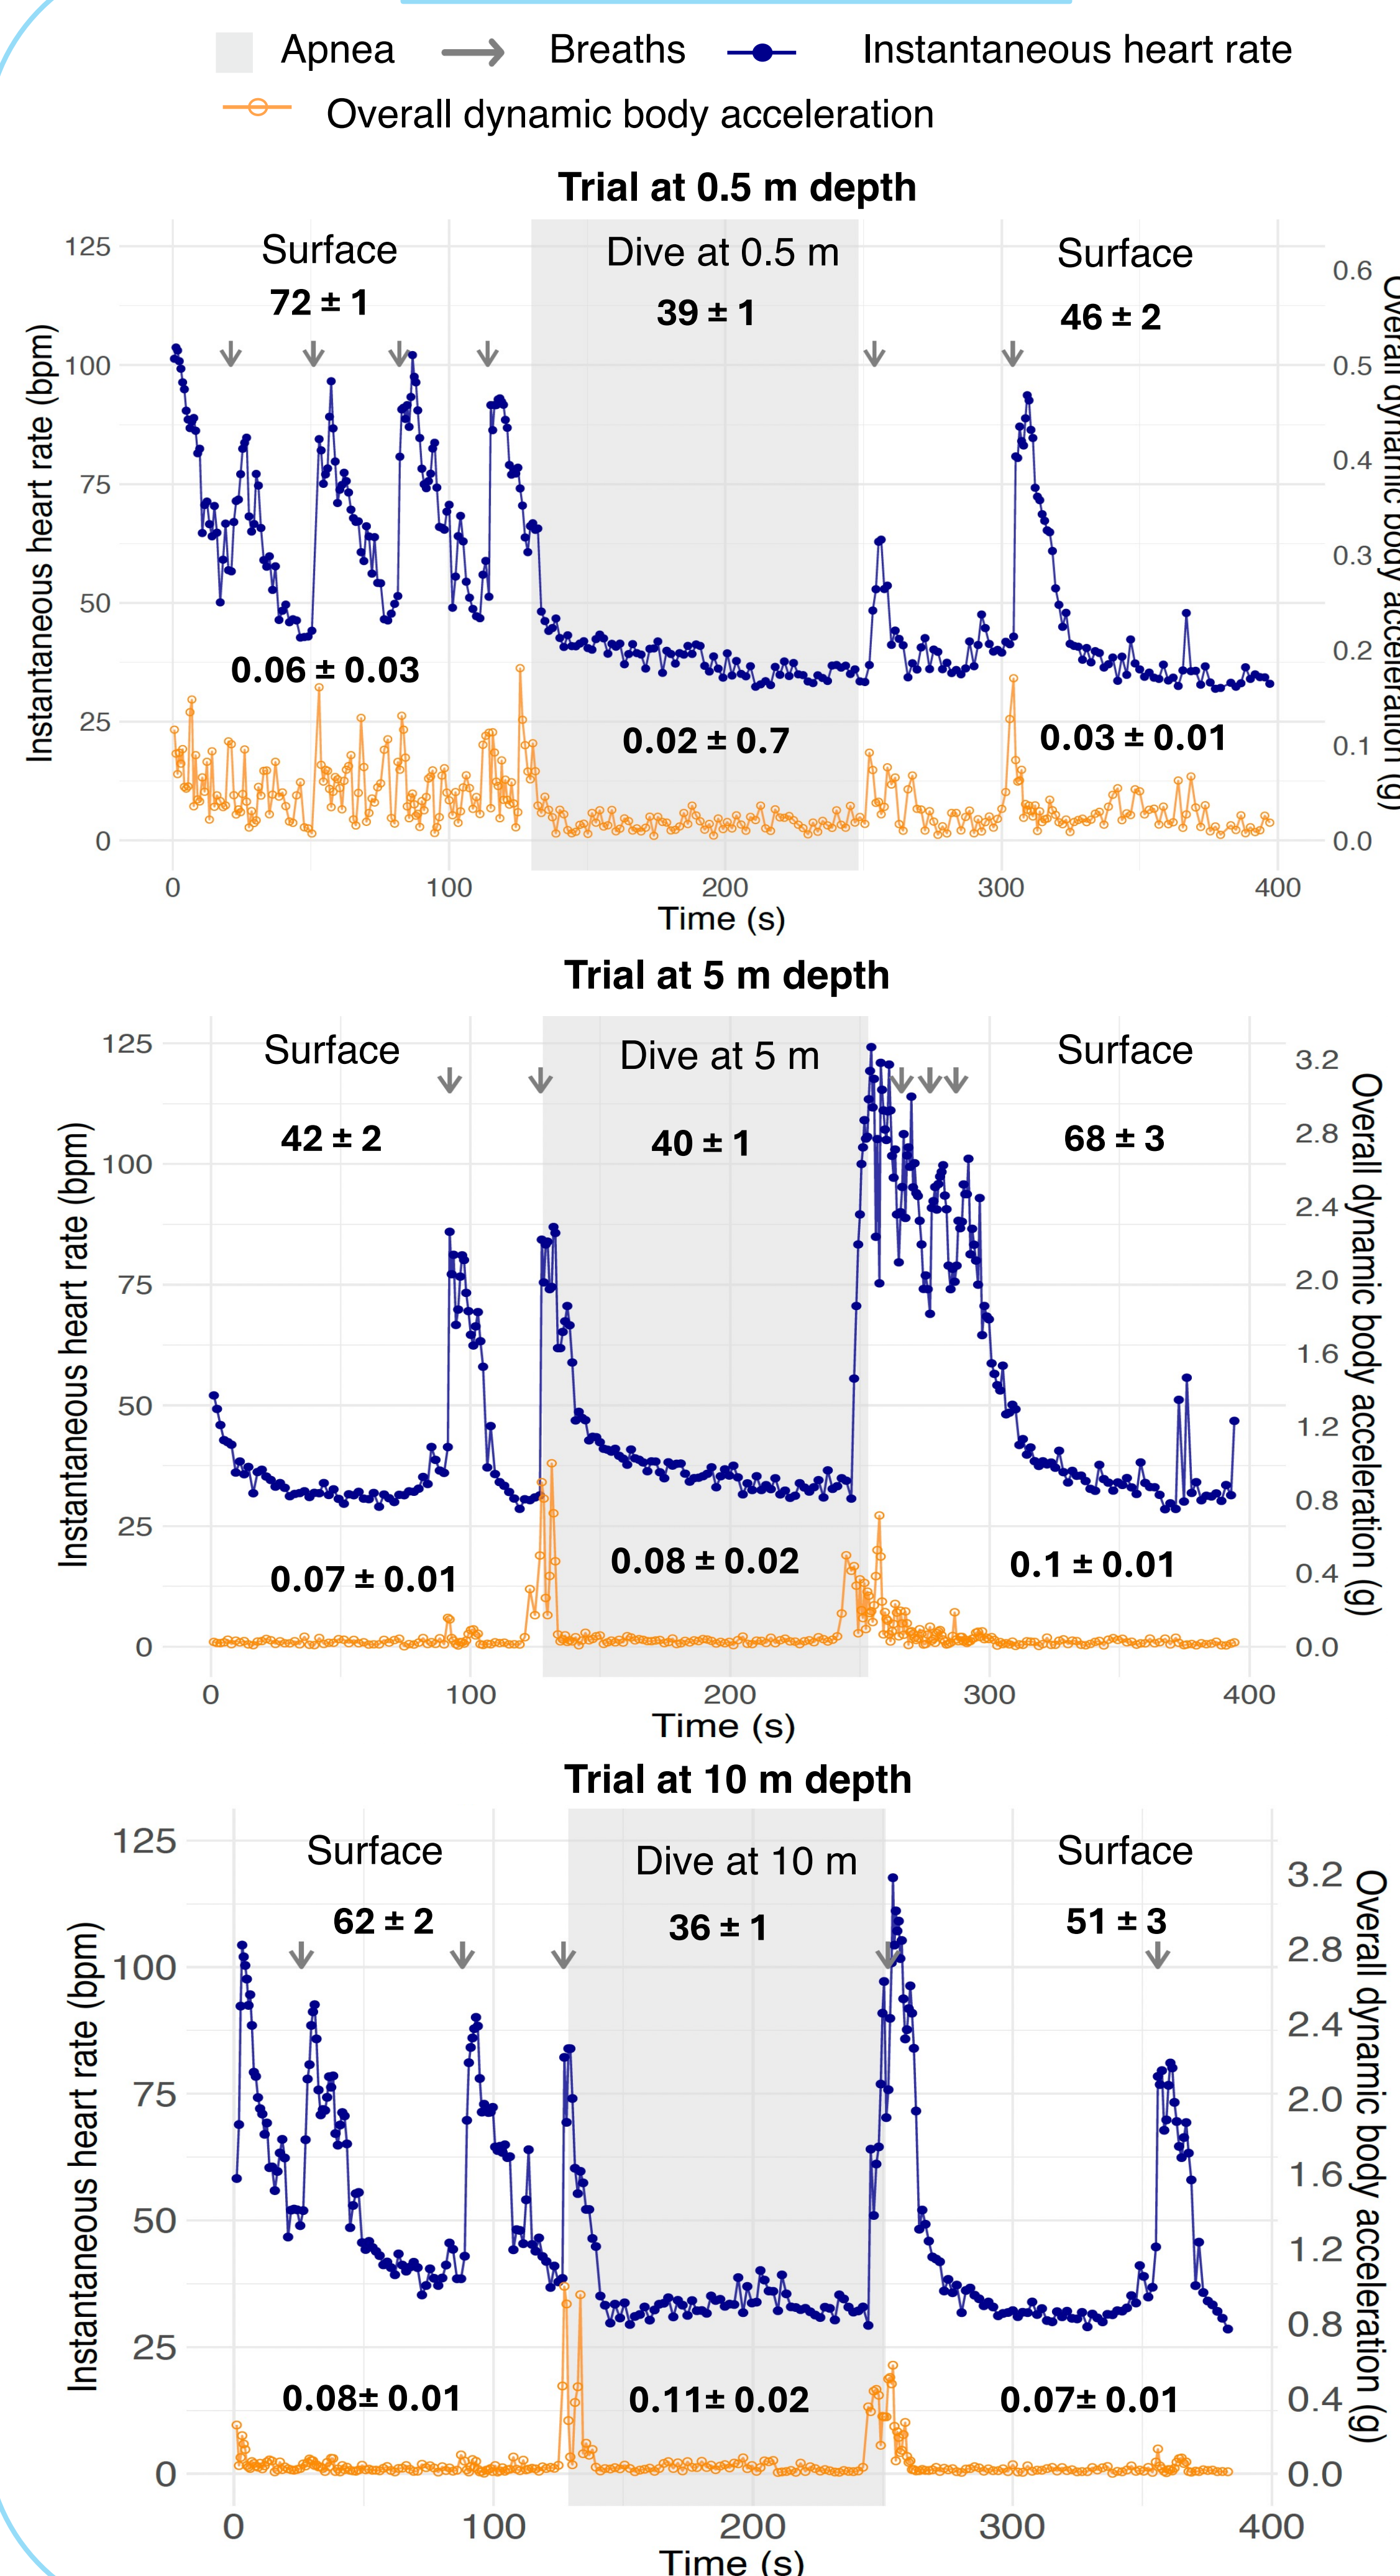 Apnea Breaths Instantaneous heart rate
Overall dynamic body acceleration
Trial at 0.5 m depth
Surface Dive at 0.5 m Surface
72 ± 1 39 ± 1 46 ± 2
0.06 ± 0.03 0.02 ± 0.7 0.03 ± 0.01
125
100
75
50
25
0
Instantaneous heart rate (bpm)
0.6
0.5
0.4
0.3
0.2
0.1
0.0
Overall dynamic body acceleration (g)
0 100 200 300 400
Time (s)
Trial at 5 m depth
Surface Dive at 5 m Surface
42 ± 2 40 ± 1 68 ± 3
0.07 ± 0.01 0.08 ± 0.02 0.1 ± 0.01
125
100
75
50
25
0
Instantaneous heart rate (bpm)
3.2
2.8
2.4
2.0
1.6
1.2
0.8
0.4
0.0
Overall dynamic body acceleration (g)
0 100 200 300 400
Time (s)
Trial at 10 m depth
Surface Dive at 10 m Surface
62 ± 2 36 ± 1 51 ± 3
0.08± 0.01 0.11± 0.02 0.07± 0.01
125
100
75
50
25
0
Instantaneous heart rate (bpm)
3.2
2.8
2.4
2.0
1.6
1.2
0.8
0.4
0.0
Overall dynamic body acceleration (g)
0 100 200 300 400
Time (s)